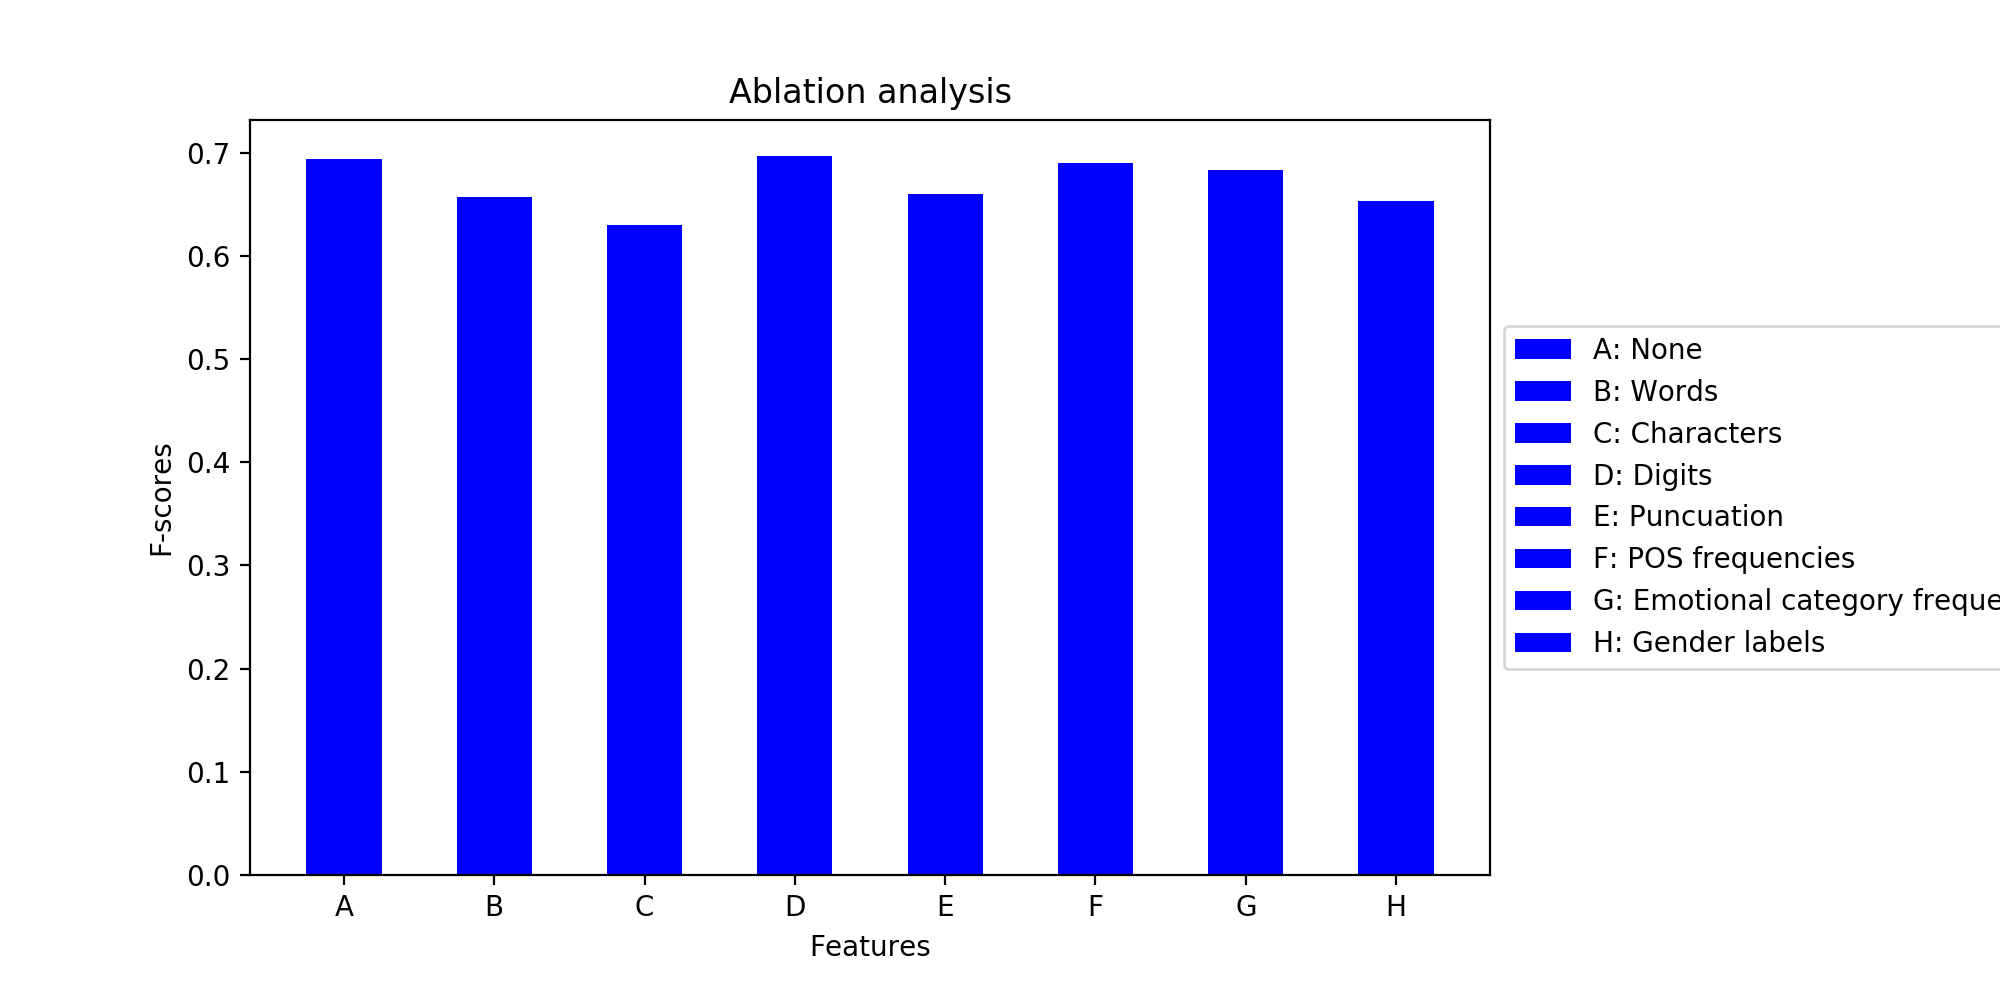 Ablation analysis
0.7
0.6
0.5
0.4
0.3
0.2
0.1
0.0
F-scores
A B C D E F G H
Features
A: None
B: Words
C: Characters
D: Digits
E: Puncuation
F: POS frequencies
G: Emotional category freque
H: Gender labels